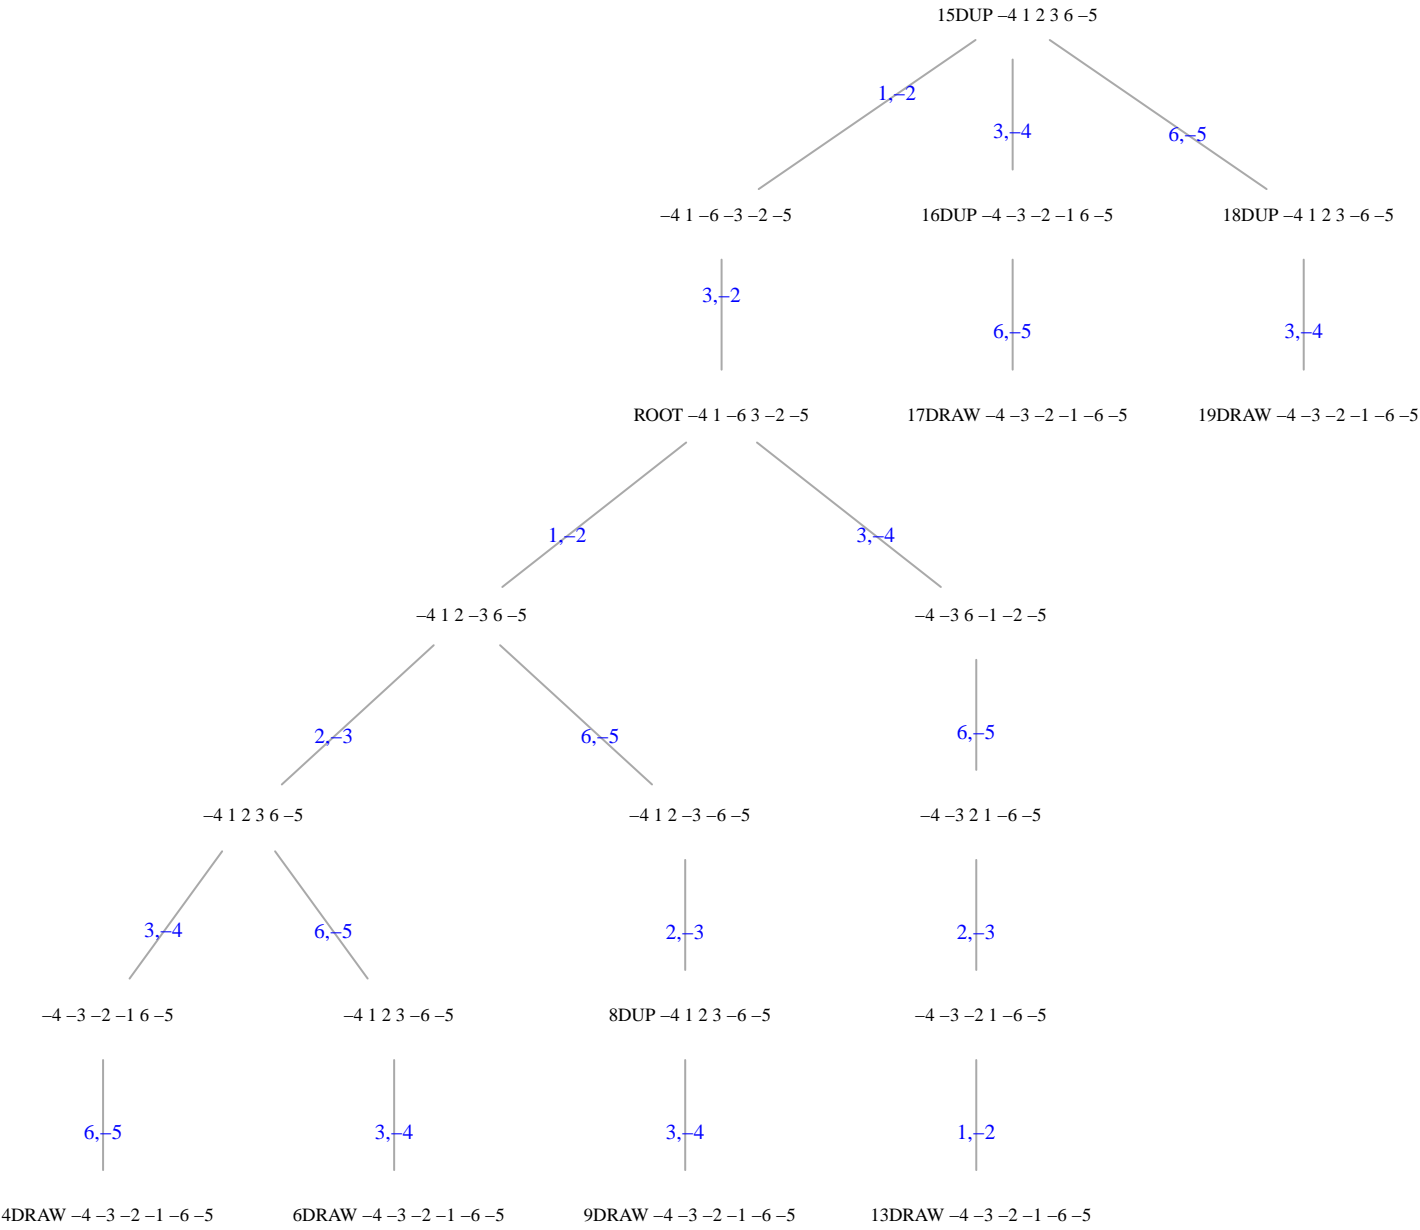 15DUP –4 1 2 3 6 –5
1,–2
3,–4
6,–5
–4 1 –6 –3 –2 –5
16DUP –4 –3 –2 –1 6 –5
18DUP –4 1 2 3 –6 –5
3,–2
6,–5
3,–4
ROOT –4 1 –6 3 –2 –5
17DRAW –4 –3 –2 –1 –6 –5
19DRAW –4 –3 –2 –1 –6 –5
1,–2
3,–4
–4 1 2 –3 6 –5
–4 –3 6 –1 –2 –5
2,–3
6,–5
6,–5
–4 1 2 3 6 –5
–4 1 2 –3 –6 –5
–4 –3 2 1 –6 –5
3,–4
6,–5
2,–3
2,–3
–4 –3 –2 –1 6 –5
–4 1 2 3 –6 –5
8DUP –4 1 2 3 –6 –5
–4 –3 –2 1 –6 –5
6,–5
3,–4
3,–4
1,–2
4DRAW –4 –3 –2 –1 –6 –5
6DRAW –4 –3 –2 –1 –6 –5
9DRAW –4 –3 –2 –1 –6 –5
13DRAW –4 –3 –2 –1 –6 –5